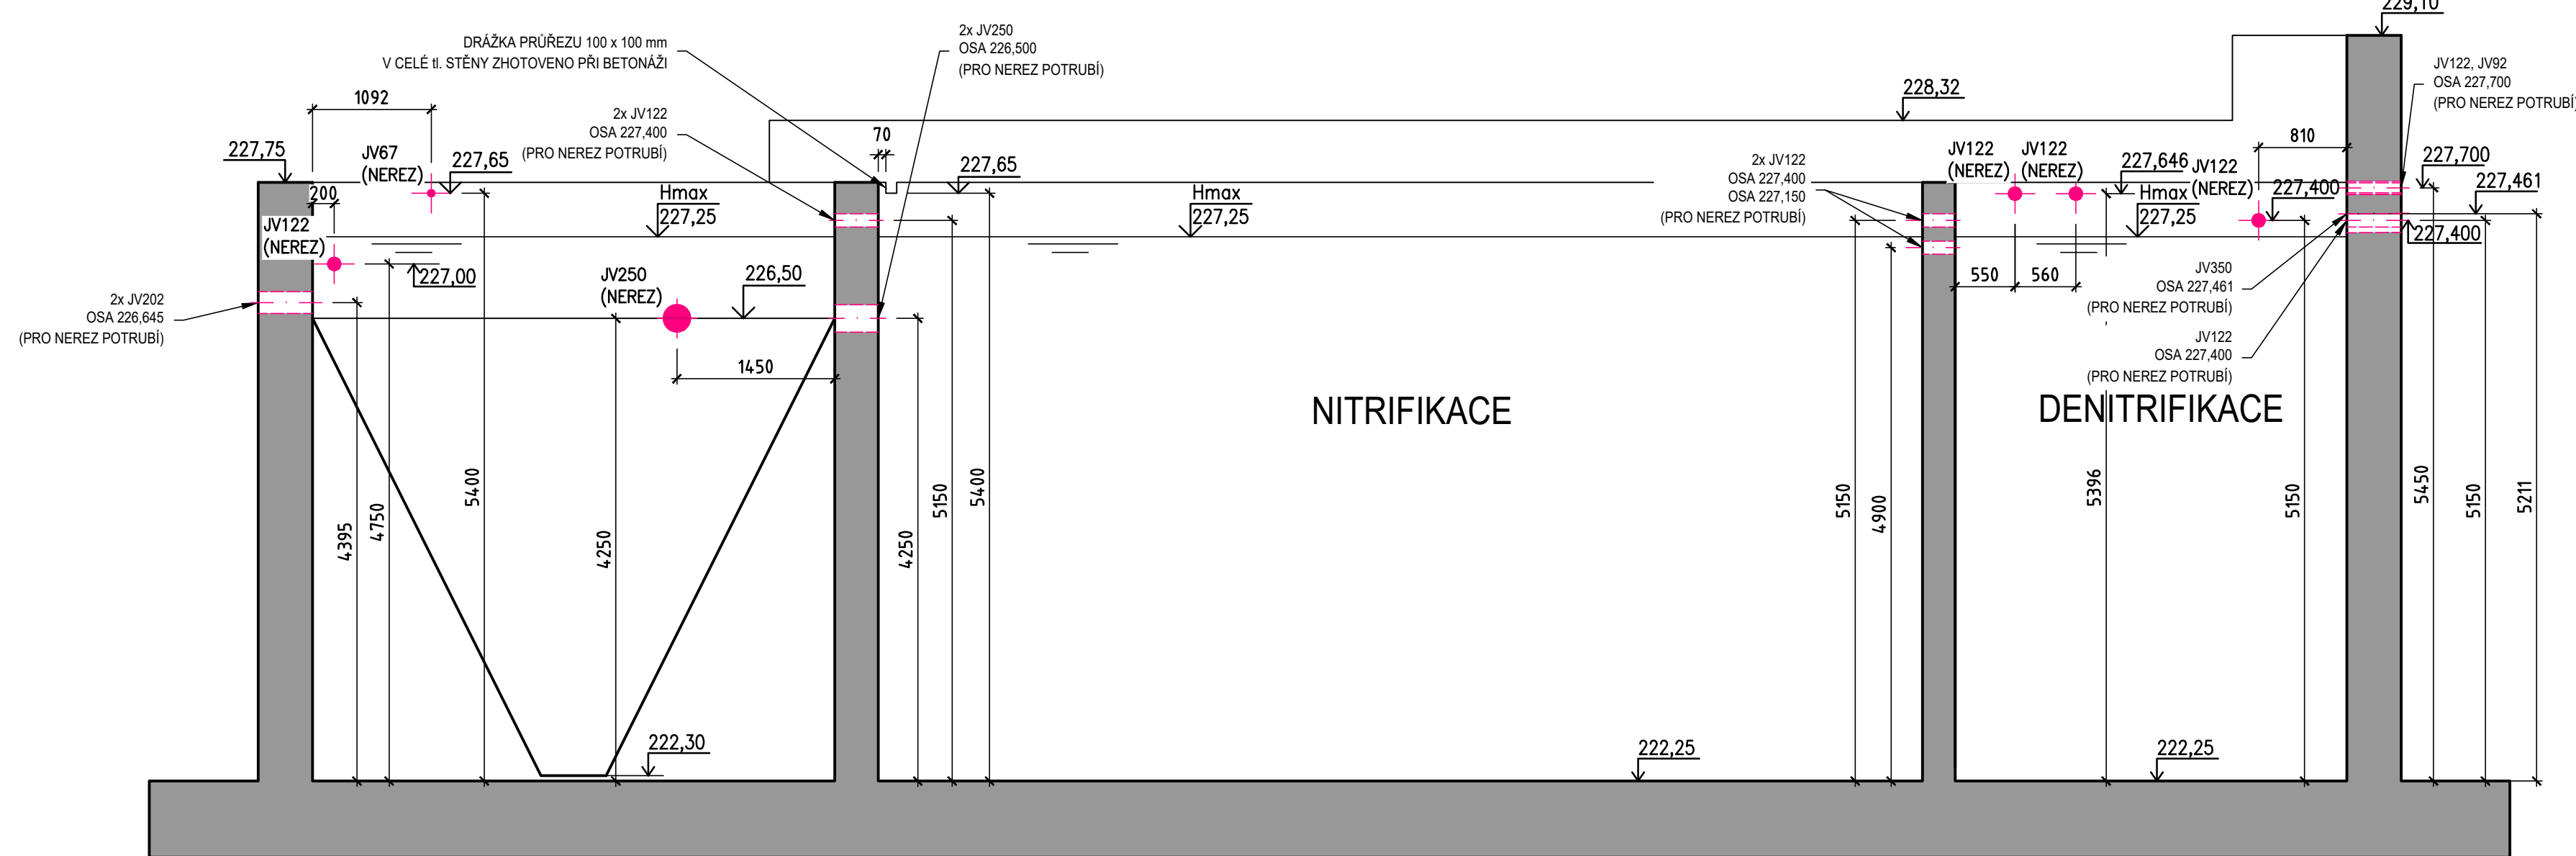 229,10
2x JV250
OSA 226,500
(PRO NEREZ POTRUBÍ)
DRÁŽKA PRŮŘEZU 100 x 100 mm
V CELÉ tl. STĚNY ZHOTOVENO PŘI BETONÁŽI
JV122, JV92
OSA 227,700
(PRO NEREZ POTRUBÍ)
1092
2x JV122
OSA 227,400
(PRO NEREZ POTRUBÍ)
228,32
70
810
227,75
JV67
(NEREZ)
227,65
227,65
2x JV122
OSA 227,400
OSA 227,150
(PRO NEREZ POTRUBÍ)
JV122
(NEREZ)
JV122
(NEREZ)
227,646
JV122
(NEREZ)
227,700
227,461
200
Hmax
227,25
Hmax
227,25
Hmax
227,25
227,400
227,400
JV122
(NEREZ)
227,00
JV250
(NEREZ)
226,50
550
560
JV350
OSA 227,461
(PRO NEREZ POTRUBÍ)
2x JV202
OSA 226,645
(PRO NEREZ POTRUBÍ)
JV122
OSA 227,400
(PRO NEREZ POTRUBÍ)
1450
NITRIFIKACE
DENITRIFIKACE
4395
4750
5400
4250
4250
5150
5400
5150
4900
5396
5150
5450
5150
5211
222,30
222,25
222,25